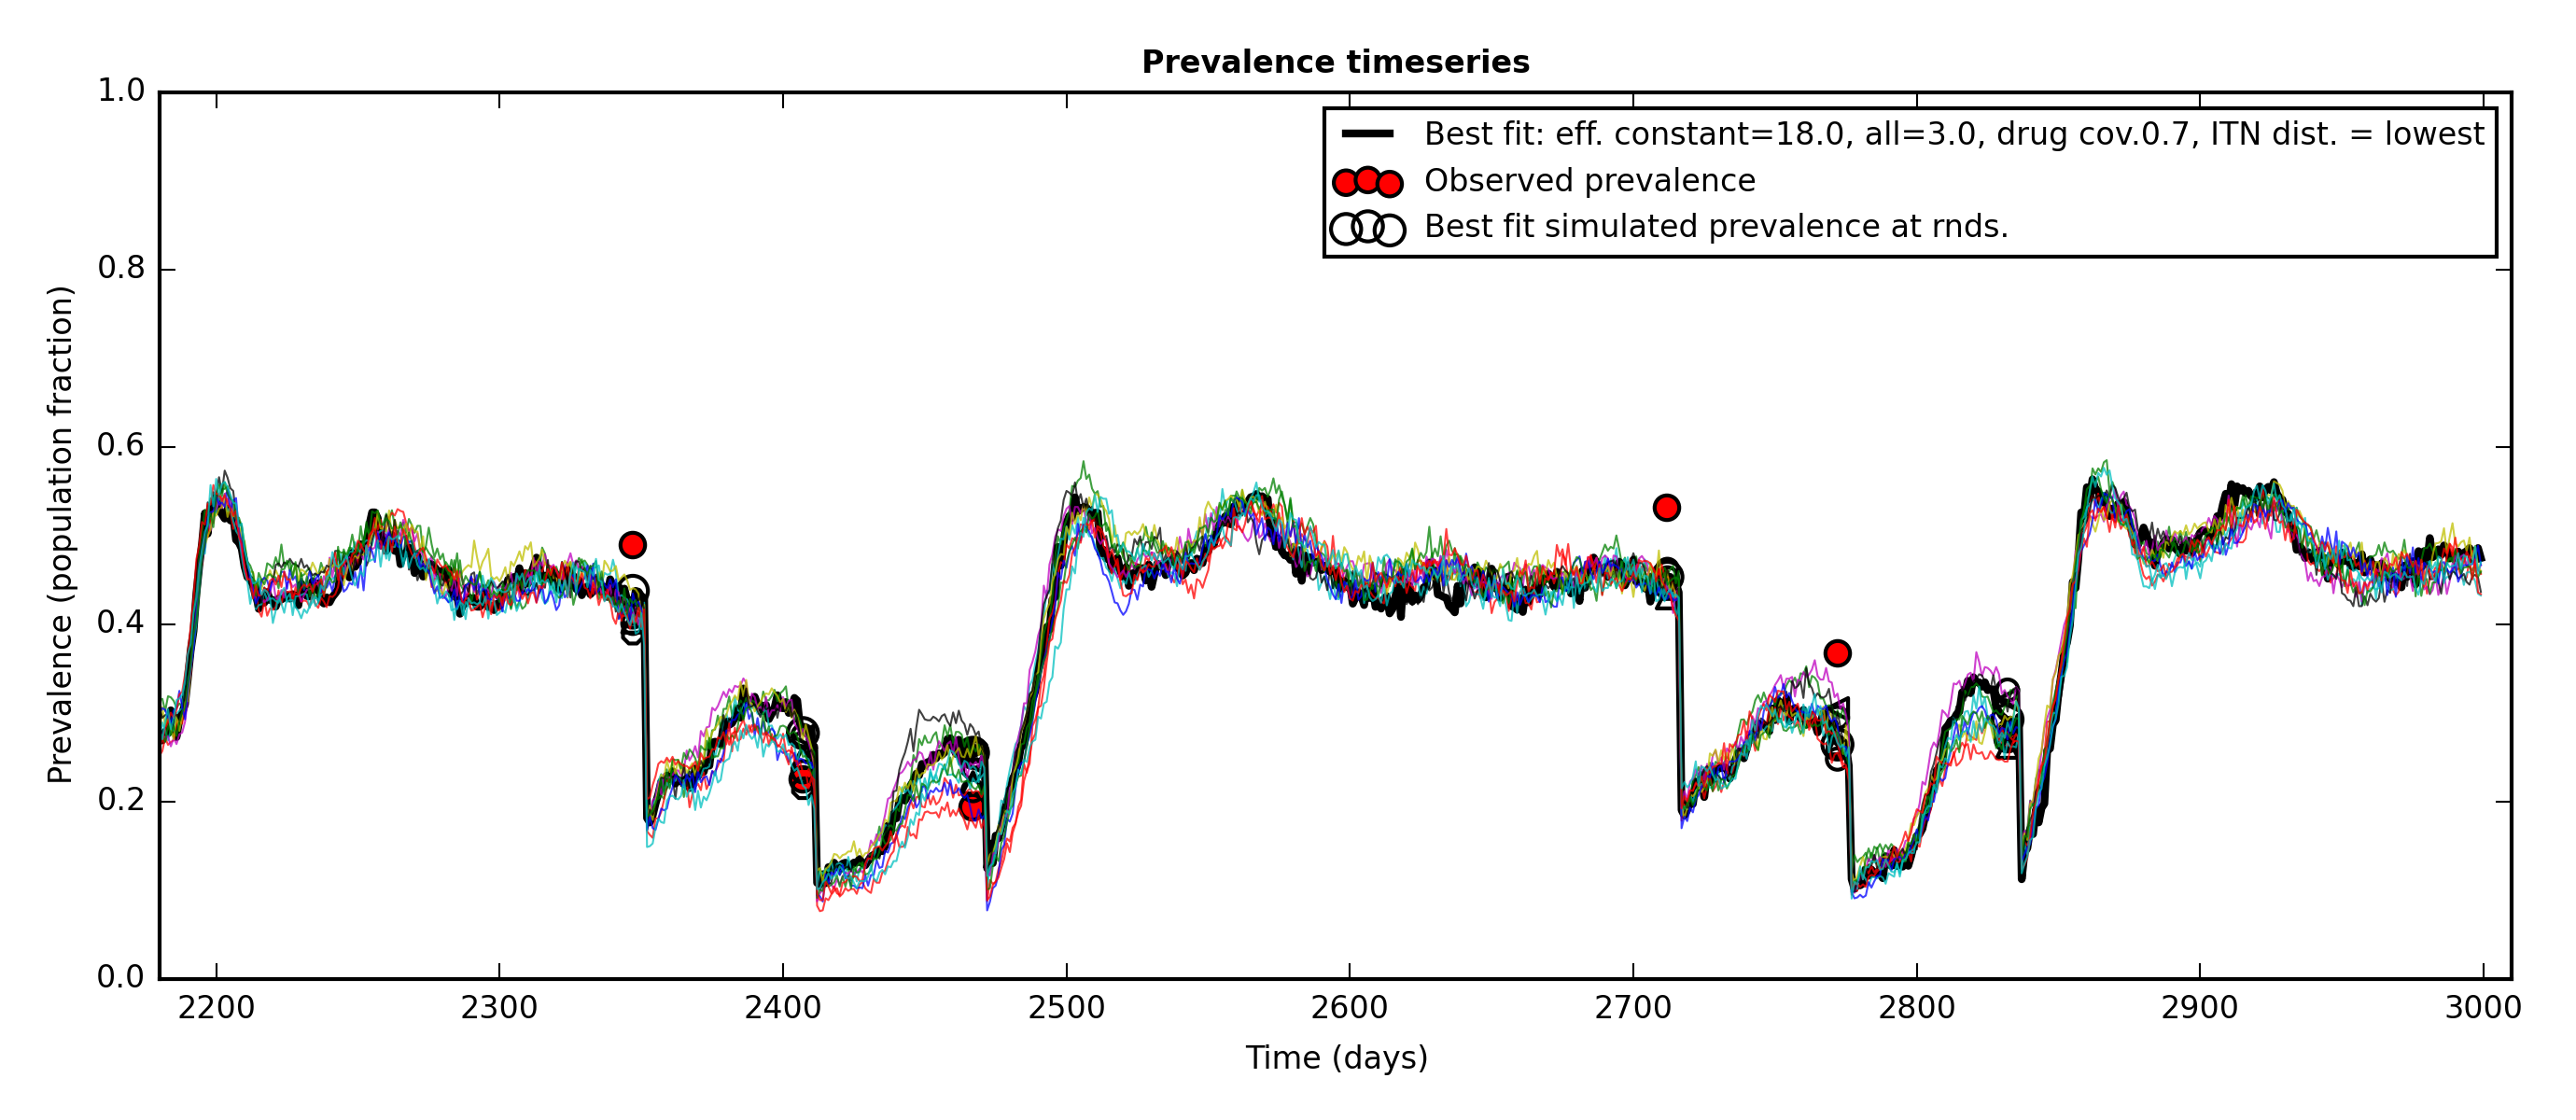 Prevalence timeseries
1.0
0.8
0.6
0.4
0.2
0.0
Prevalence (population fraction)
Best fit: eff. constant=18.0, all=3.0, drug cov.0.7, ITN dist. = lowest
Observed prevalence
Best fit simulated prevalence at rnds.
2200 2300 2400 2500 2600 2700 2800 2900 3000
Time (days)